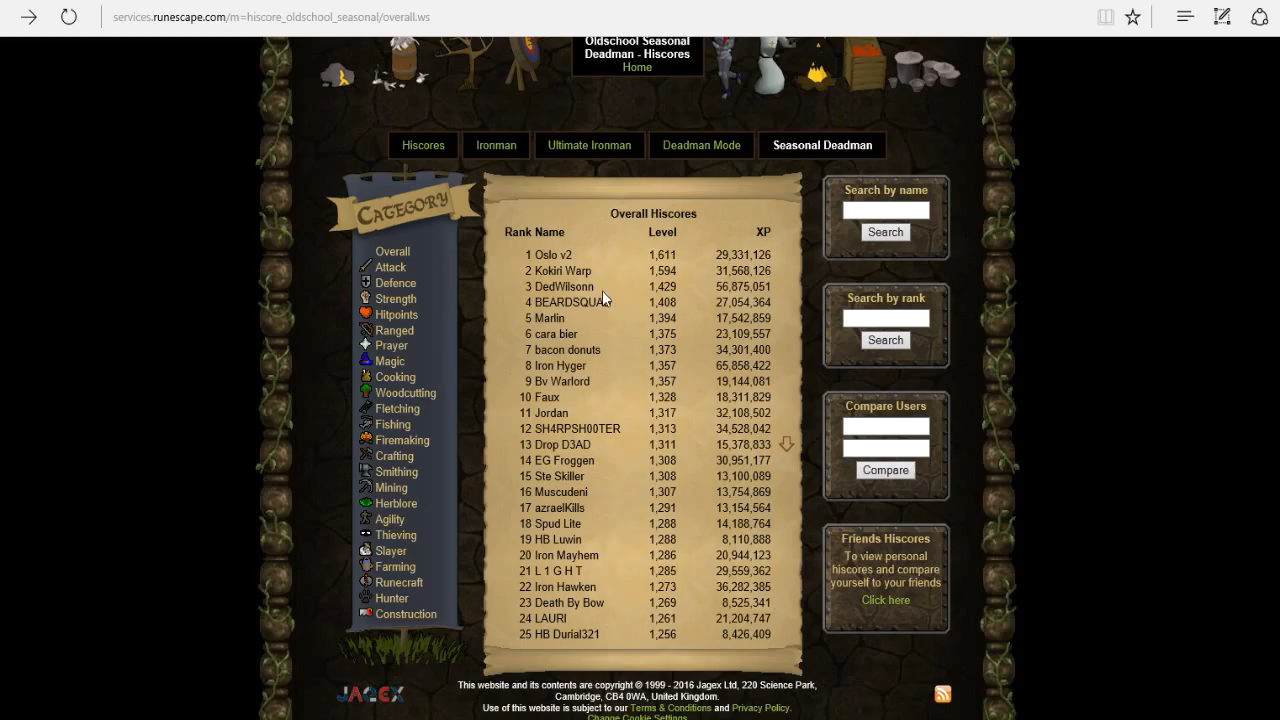 services.runescape.com/m=hiscore_oldschool_seasonal/overall.ws
Oldschool Seasonal
Deadman - Hiscores
Home
Hiscores Ironman Ultimate Ironman Deadman Mode Seasonal Deadman
CATEGORY
Overall
Attack
Defence
Strength
Hitpoints
Ranged
Prayer
Magic
Cooking
Woodcutting
Fletching
Fishing
Firemaking
Crafting
Smithing
Mining
Herblore
Agility
Thieving
Slayer
Farming
Runecraft
Hunter
Construction
Overall Hiscores
Rank Name Level XP
1 Oslo v2 1,611 29,331,126
2 Kokiri Warp 1,594 31,568,126
3 DedWilsonn 1,429 56,875,051
4 1,408 27,054,364
5 Marlin 1,394 17,542,859
6 cara bier 1,375 23,109,557
7 bacon donuts 1,373 34,301,400
8 Iron Hyger 1,357 65,858,422
9 Bv Warlord 1,357 19,144,081
10 Faux 1,328 18,311,829
11 Jordan 1,317 32,108,502
12 SH4RPSH00TER 1,313 34,528,042
13 Drop D3AD 1,311 15,378,833
14 EG Froggen 1,308 30,951,177
15 Ste Skiller 1,308 13,100,089
16 Muscudeni 1,307 13,754,869
17 azraelKills 1,291 13,154,564
18 Spud Lite 1,288 14,188,764
19 HB Luwin 1,288 8,110,888
20 Iron Mayhem 1,286 20,944,123
21 L 1 G H T 1,285 29,559,362
22 Iron Hawken 1,273 36,282,385
23 Death By Bow 1,269 8,525,341
24 LAURI 1,261 21,204,747
25 HB Durial321 1,256 8,426,409
Search by name
Search
Search by rank
Search
Compare Users
Compare
Friends Hiscores
To view personal
hiscores and compare
yourself to your friends
Click here
JAGEX
This website and its contents are copyright © 1999 - 2016 Jagex Ltd, 220 Science Park,
Cambridge, CB4 0WA, United Kingdom.
Use of this website is subject to our Terms & Conditions and Privacy Policy.
Change Cookie Settings